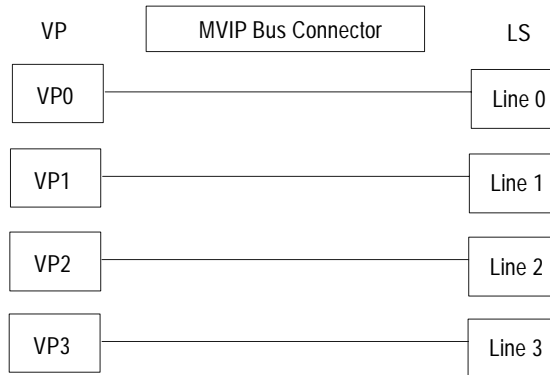 VP MVIP Bus Connector LS
VP0 Line 0
VP1 Line 1
VP2 Line 2
VP3 Line 3